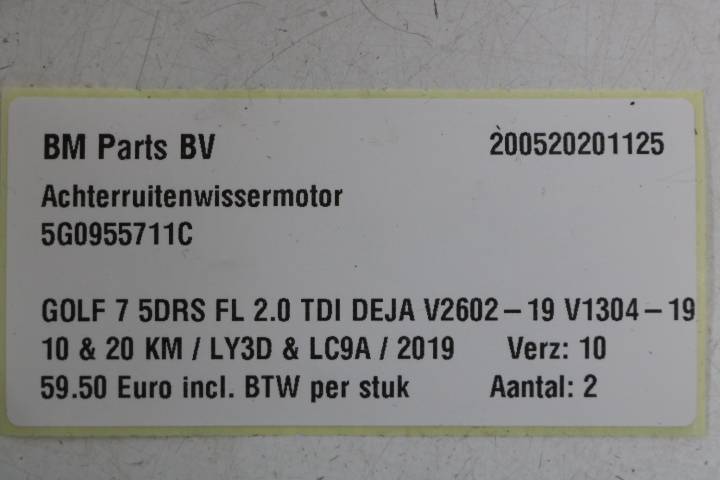 BM Parts BV 200520201125
Achterruitenwissermotor
5G0955711C
GOLF 7 5DRS FL 2.0 TDI DEJA V2602 – 19 V1304 – 19
10 & 20 KM / LY3D & LC9A / 2019 Verz: 10
59.50 Euro incl. BTW per stuk Aantal: 2